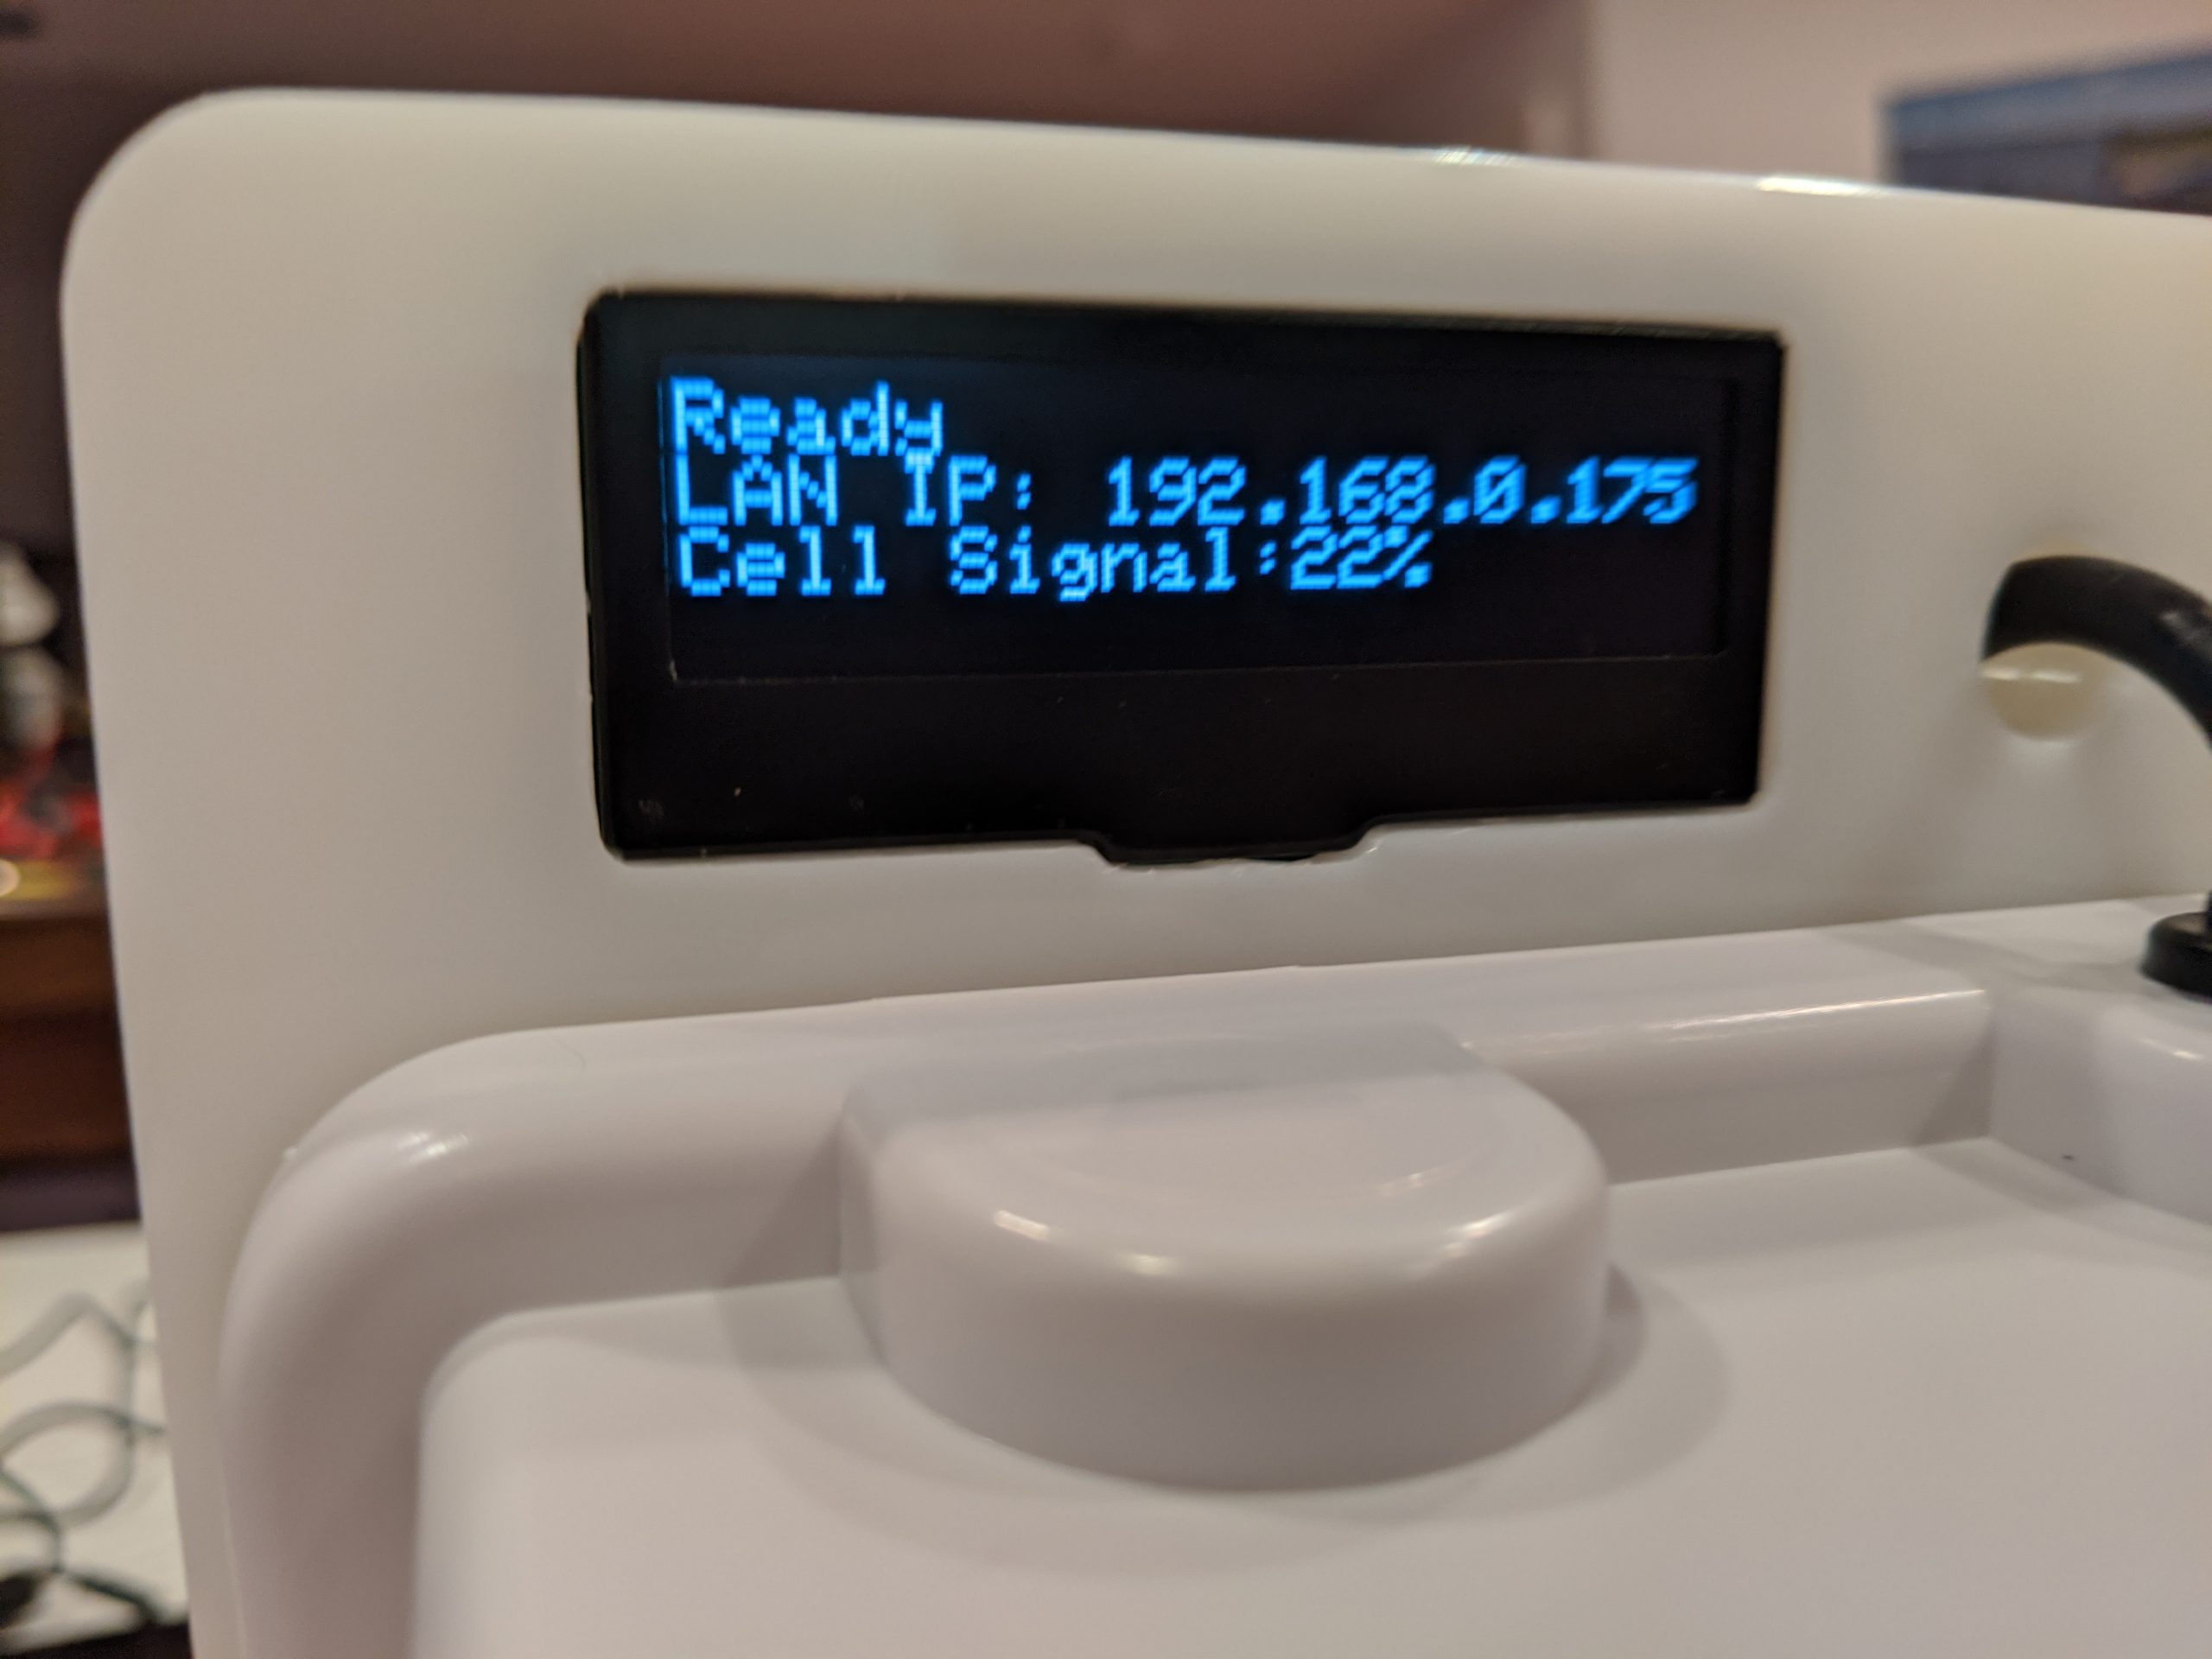 Ready
LAN IP: 192.168.0.175
Cell Signal:22%